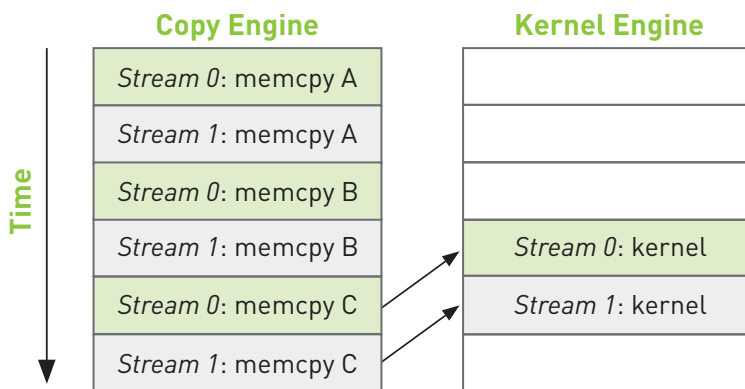 Copy Engine
Kernel Engine
Time
Stream 0: memcpy A
Stream 1: memcpy A
Stream 0: memcpy B
Stream 1: memcpy B
Stream 0: kernel
Stream 0: memcpy C
Stream 1: kernel
Stream 1: memcpy C